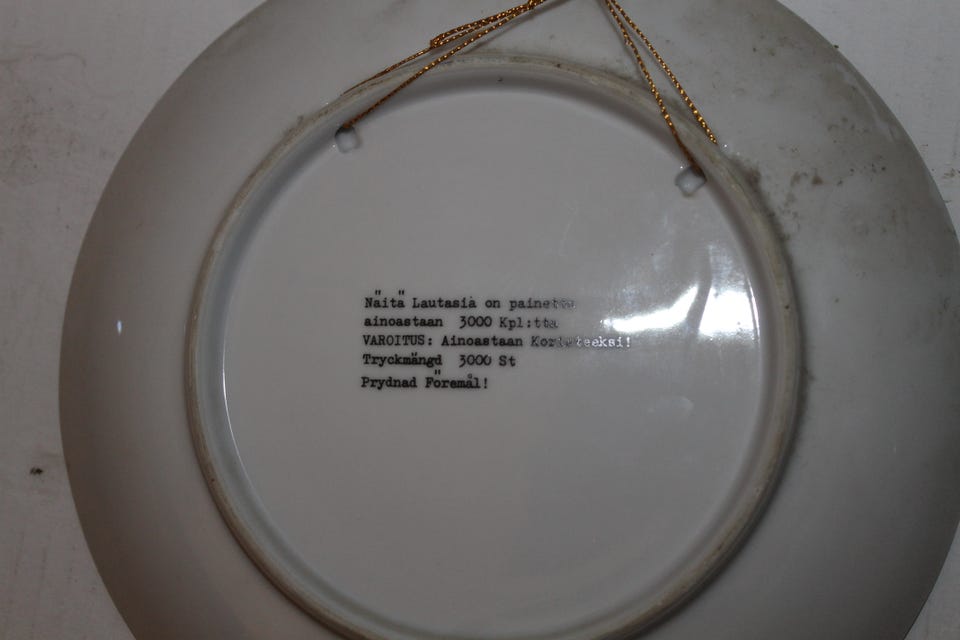 Näitä Lautasia on painettu
ainoastaan 3000 Kpl:tta
VAROITUS: Ainoastaan Koristeeksi!
Tryckmängd 3000 St
Prydnad Föremål!